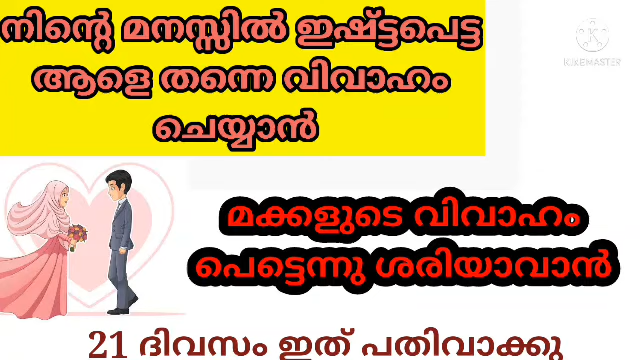 നിന്റെ മനസ്സിൽ ഇഷ്ട്ടപെട്ട
ആളെ തന്നെ വിവാഹം
ചെയ്യാൻ
KINEMASTER
മക്കളുടെ വിവാഹം
പെട്ടെന്നു ശരിയാവാൻ
21 ദിവസം ഇത് പതിവാക്കു